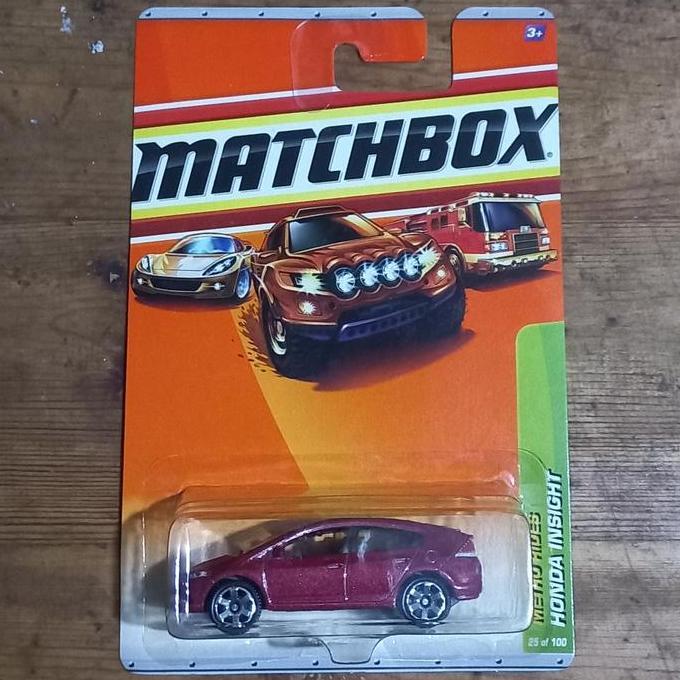 3+
MATCHBOX®
METRO RIDES
HONDA INSIGHT
25 of 100